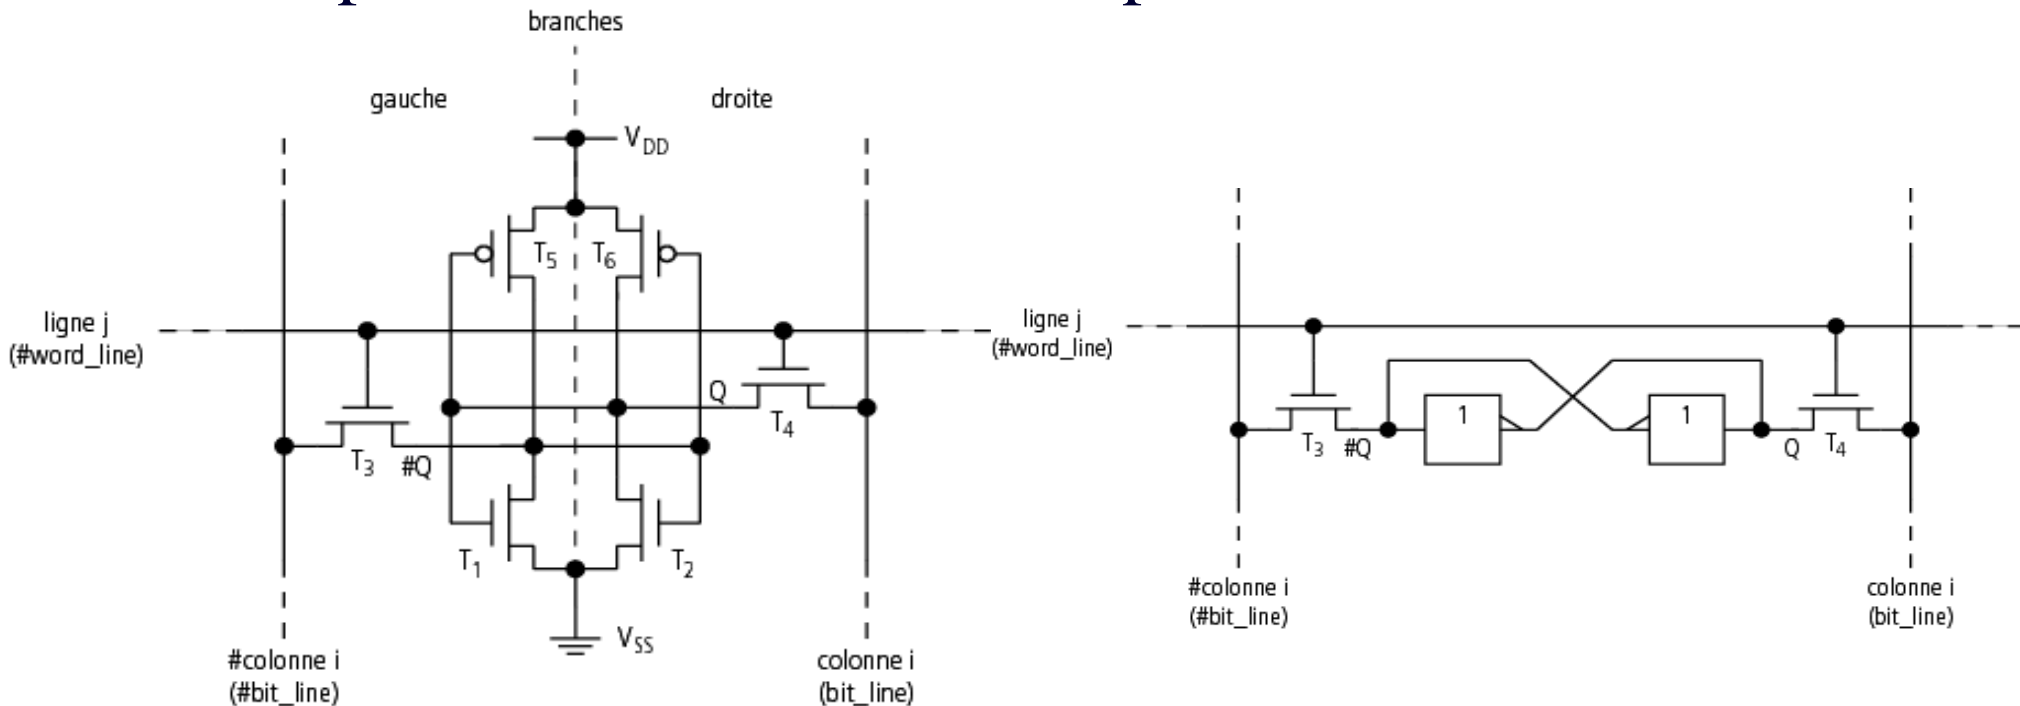 branches
gauche
droite
V_DD
T_5
T_6
ligne j
(#word_line)
Q
T_4
T_3
#Q
T_1
T_2
V_SS
#colonne i
(#bit_line)
colonne i
(bit_line)
ligne j
(#word_line)
1
1
T_3
#Q
Q
T_4
#colonne i
(#bit_line)
colonne i
(bit_line)